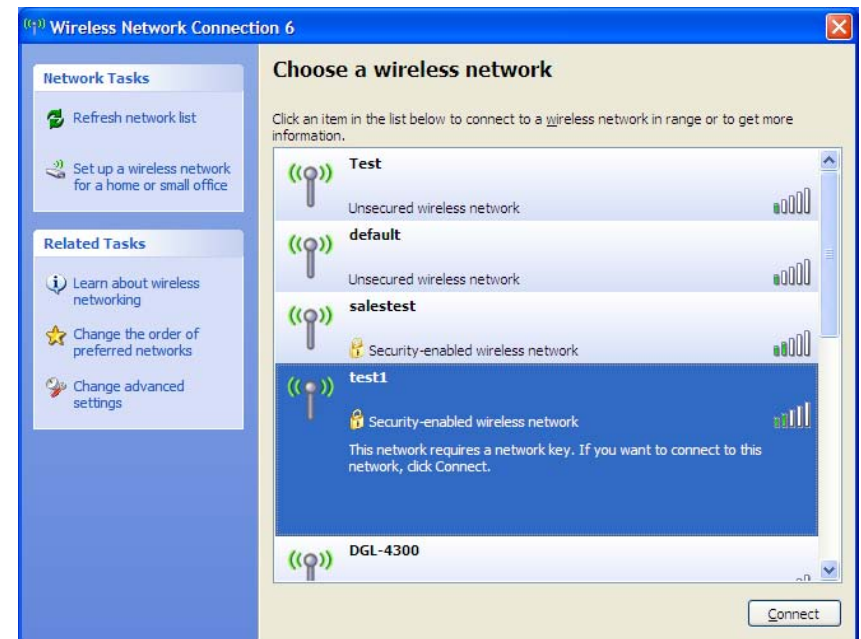 Wireless Network Connection 6
Network Tasks
Refresh network list
Set up a wireless network
for a home or small office
Related Tasks
Learn about wireless
networking
Change the order of
preferred networks
Change advanced
settings
Choose a wireless network
Click an item in the list below to connect to a wireless network in range or to get more
information.
Test
Unsecured wireless network
default
Unsecured wireless network
salestest
Security-enabled wireless network
test1
Security-enabled wireless network
This network requires a network key. If you want to connect to this
network, click Connect.
DGL-4300
Connect